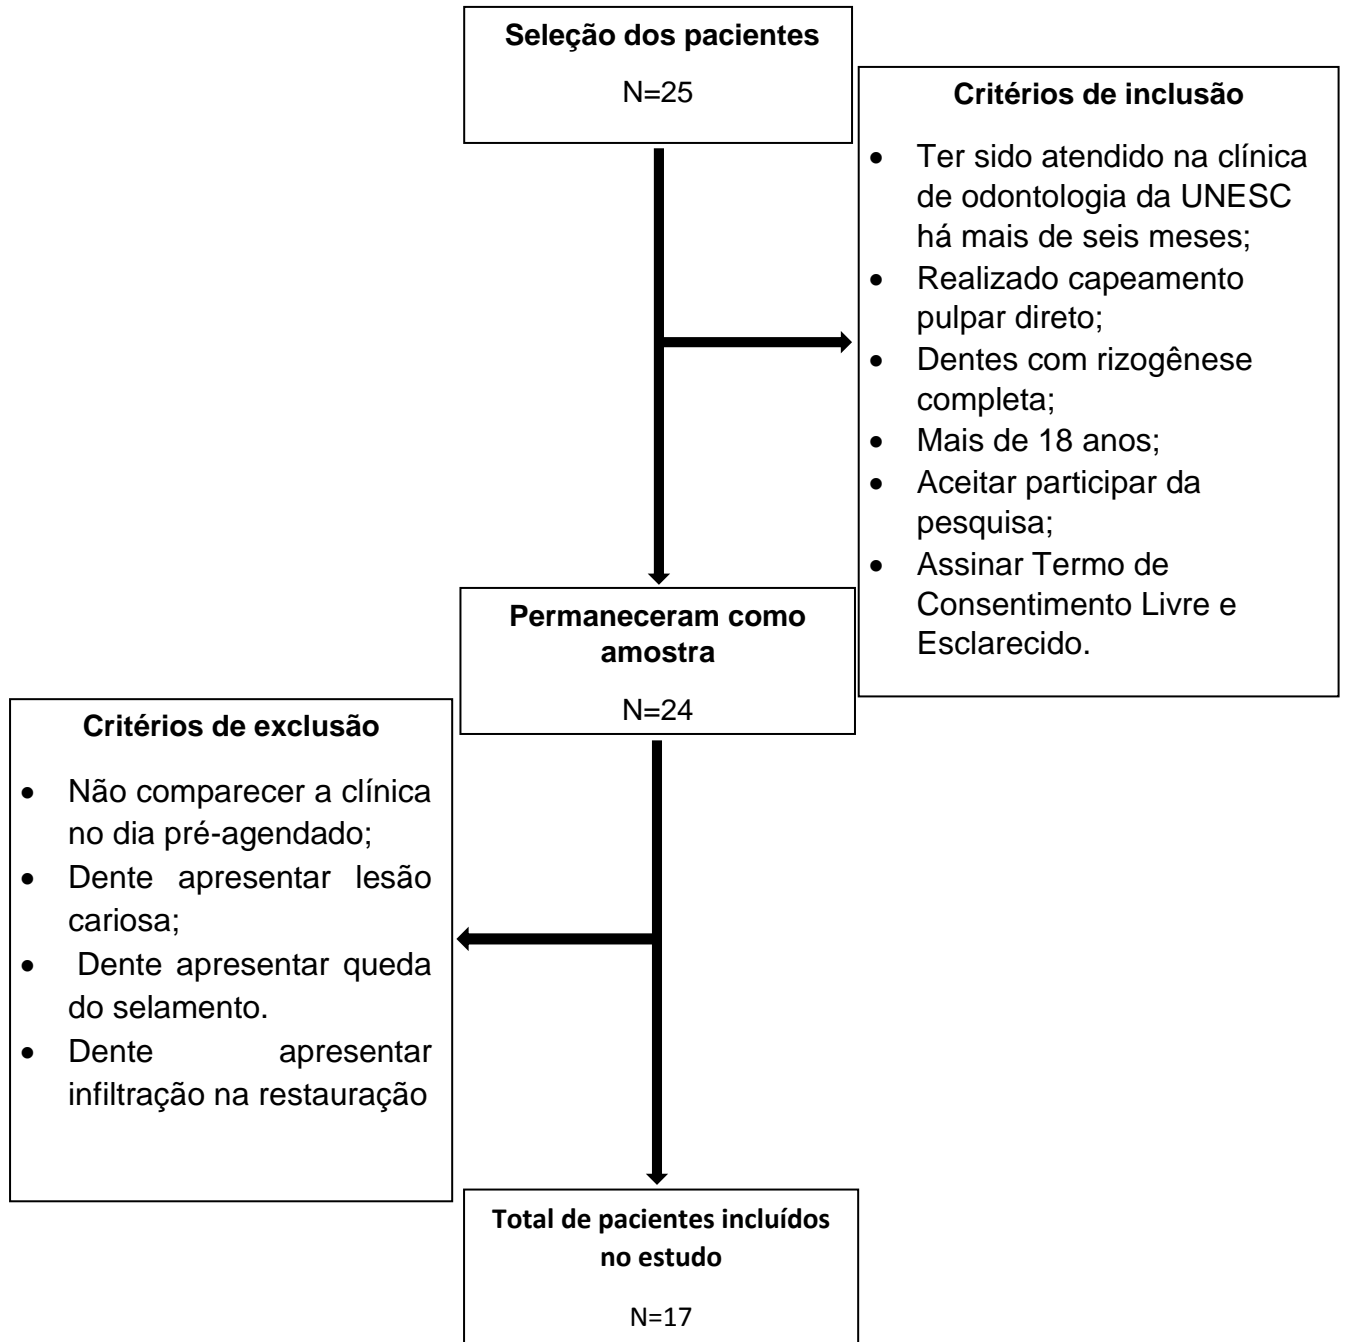 Seleção dos pacientes
N=25
Critérios de inclusão
• Ter sido atendido na clínica
de odontologia da UNESC
há mais de seis meses;
• Realizado capeamento
pulpar direto;
• Dentes com rizogênese
completa;
• Mais de 18 anos;
• Aceitar participar da
pesquisa;
• Assinar Termo de
Consentimento Livre e
Esclarecido.
Permaneceram como
amostra
N=24
Critérios de exclusão
• Não comparecer a clínica
no dia pré-agendado;
• Dente apresentar lesão
cariosa;
• Dente apresentar queda
do selamento.
• Dente apresentar
infiltração na restauração
Total de pacientes incluídos
no estudo
N=17